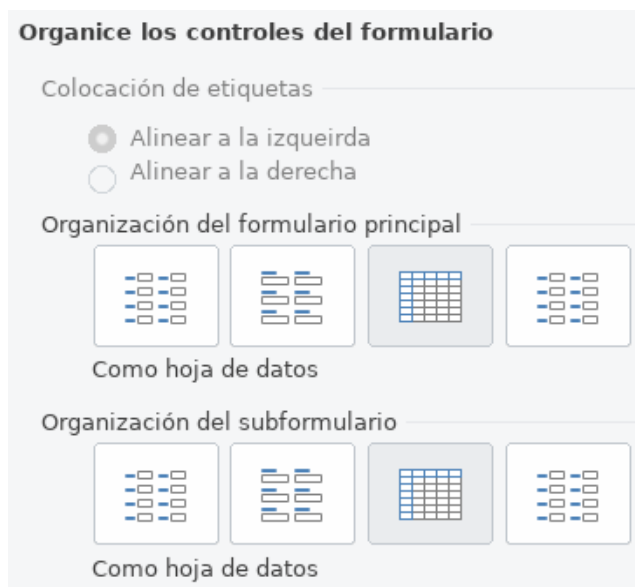 Organice los controles del formulario
Colocación de etiquetas
Alinear a la izqueirda
Alinear a la derecha
Organización del formulario principal
Como hoja de datos
Organización del subformulario
Como hoja de datos